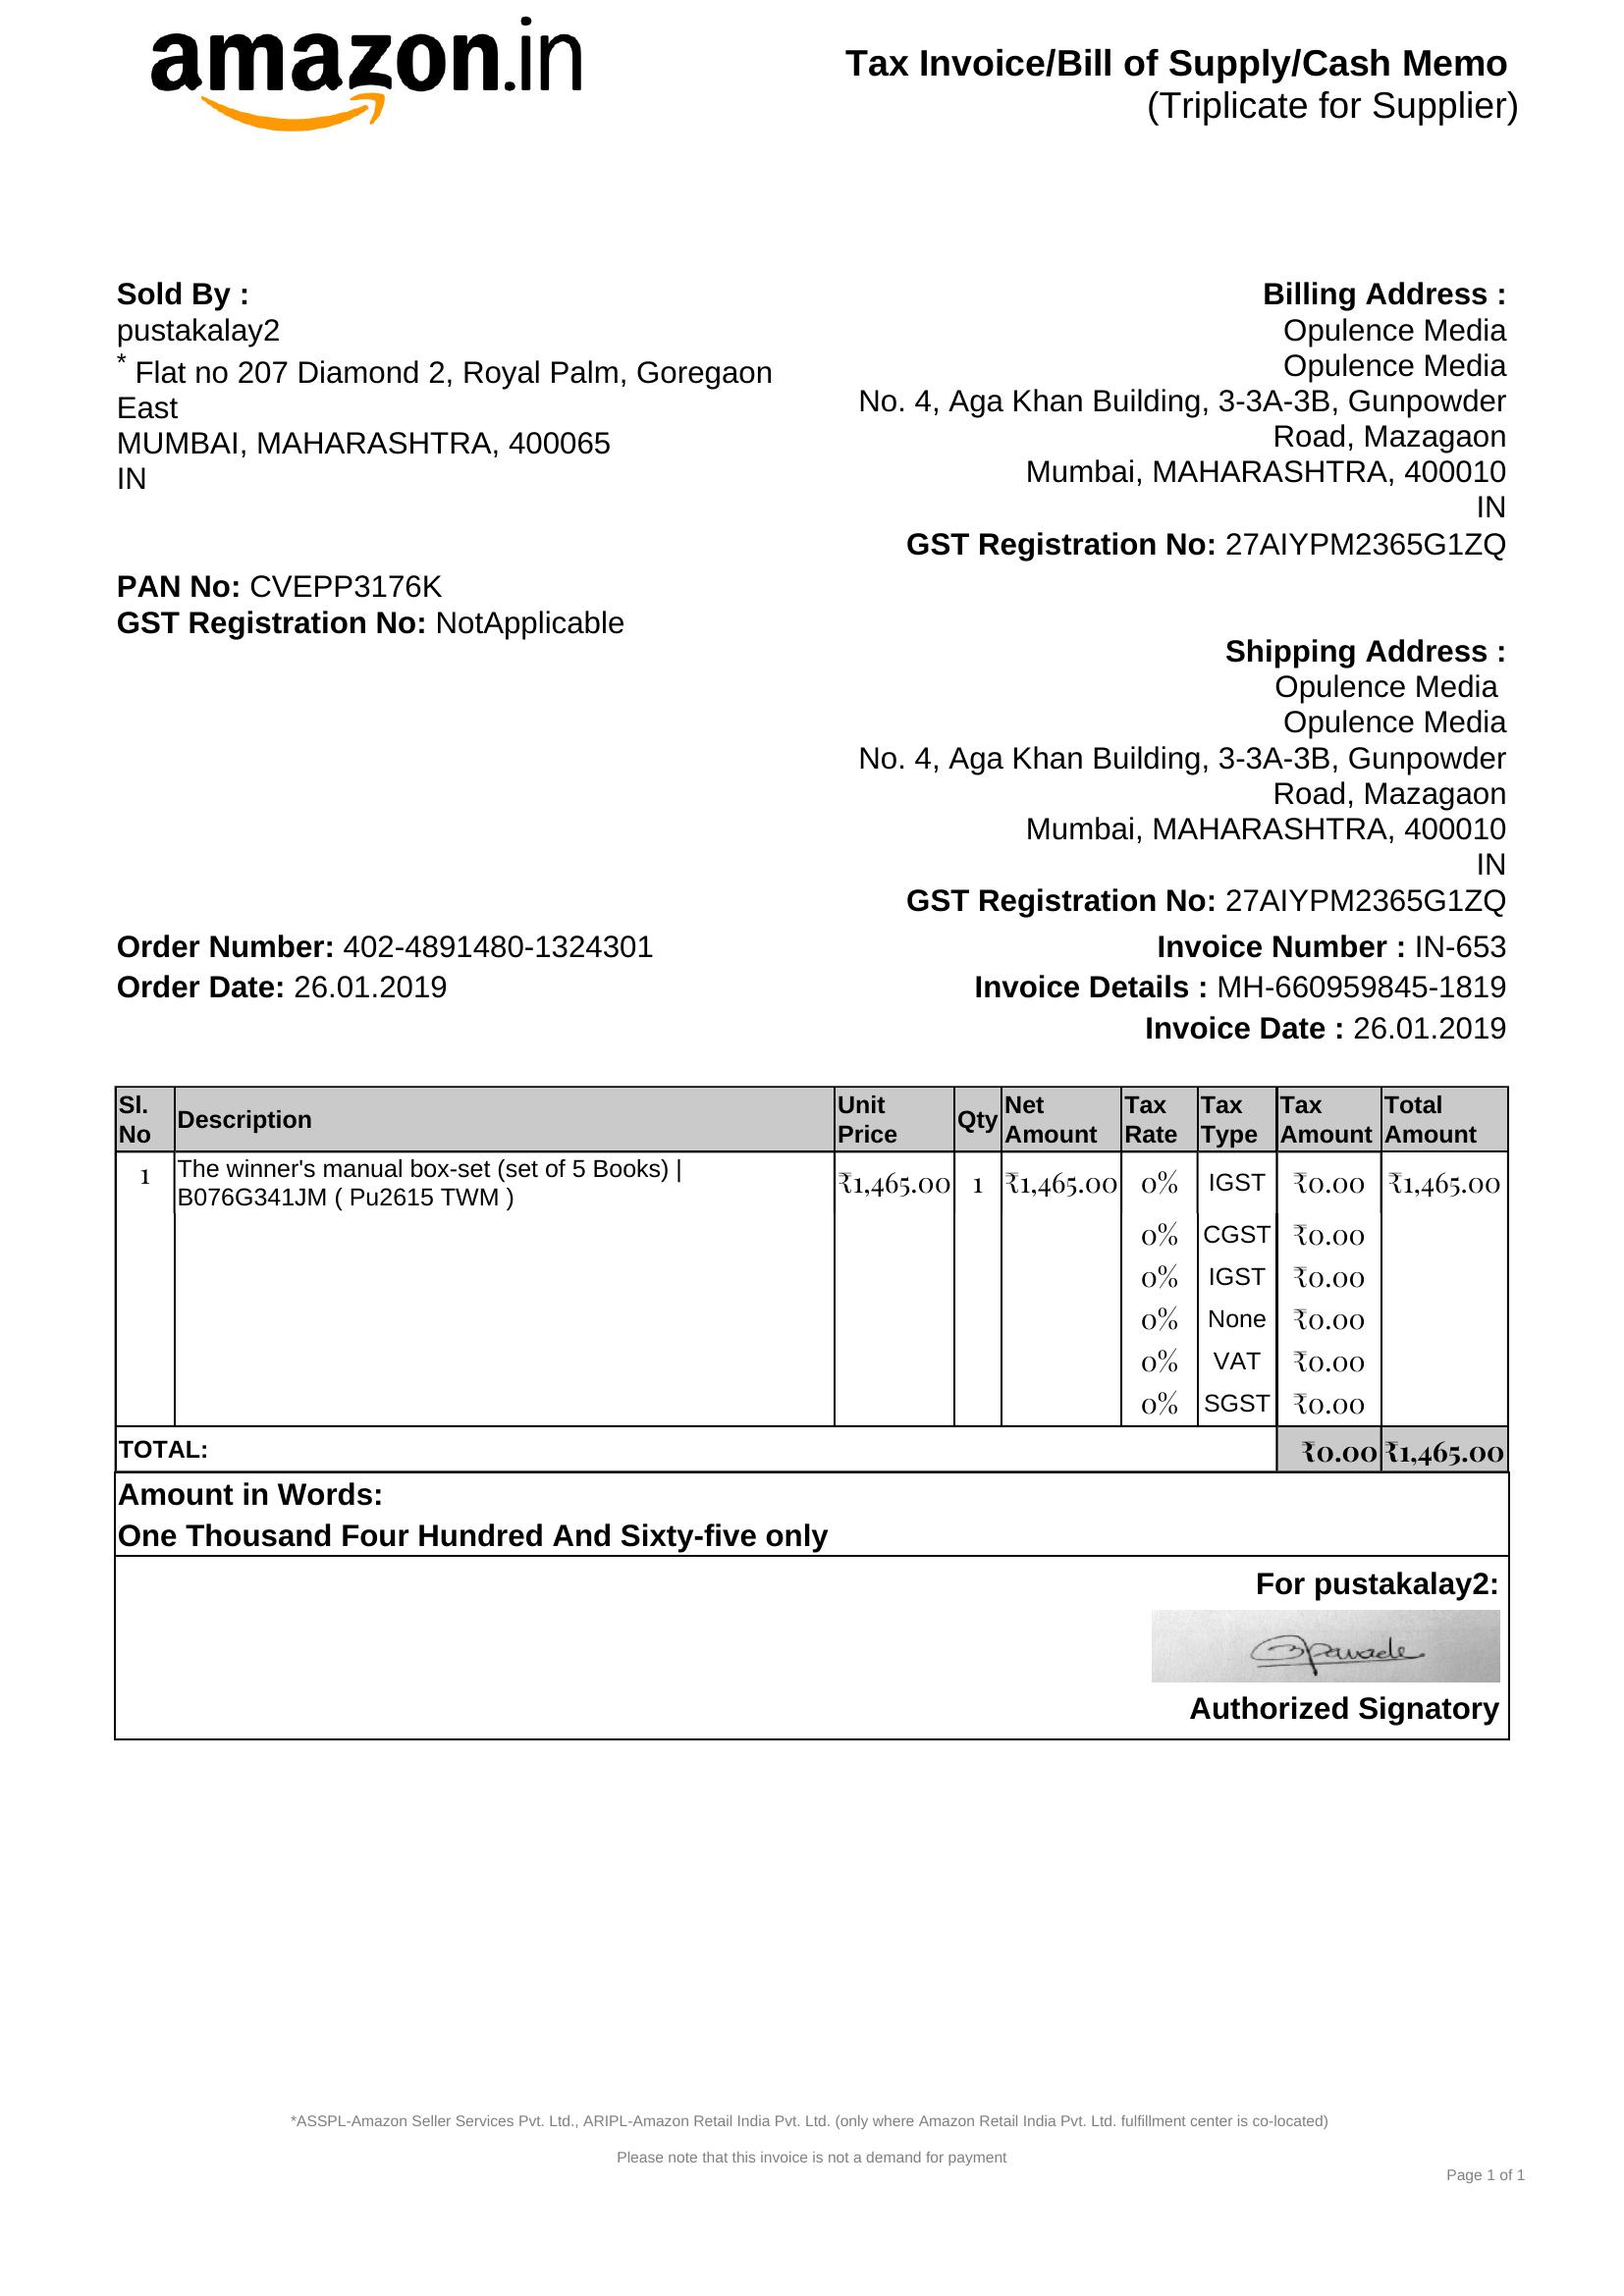 amazon.in
Tax Invoice/Bill of Supply/Cash Memo
(Triplicate for Supplier)
Sold By :
pustakalay2
* Flat no 207 Diamond 2, Royal Palm, Goregaon
East
MUMBAI, MAHARASHTRA, 400065
IN
PAN No: CVEPP3176K
GST Registration No: NotApplicable
Billing Address :
Opulence Media
Opulence Media
No. 4, Aga Khan Building, 3-3A-3B, Gunpowder
Road, Mazagaon
Mumbai, MAHARASHTRA, 400010
IN
GST Registration No: 27AIYPM2365G1ZQ
Shipping Address :
Opulence Media
Opulence Media
No. 4, Aga Khan Building, 3-3A-3B, Gunpowder
Road, Mazagaon
Mumbai, MAHARASHTRA, 400010
IN
GST Registration No: 27AIYPM2365G1ZQ
Order Number: 402-4891480-1324301
Order Date: 26.01.2019
Invoice Number : IN-653
Invoice Details : MH-660959845-1819
Invoice Date : 26.01.2019
Sl. No Description Unit Price Qty Net Amount Tax Rate Tax Type Tax Amount Total Amount
1 The winner's manual box-set (set of 5 Books) | ₹1,465.00 1 ₹1,465.00 0% IGST ₹0.00 ₹1,465.00
B076G341JM ( Pu2615 TWM )
0% CGST ₹0.00
0% IGST ₹0.00
0% None ₹0.00
0% VAT ₹0.00
0% SGST ₹0.00
TOTAL: ₹0.00 ₹1,465.00
Amount in Words:
One Thousand Four Hundred And Sixty-five only
For pustakalay2:
Authorized Signatory
*ASSPL-Amazon Seller Services Pvt. Ltd., ARIPL-Amazon Retail India Pvt. Ltd. (only where Amazon Retail India Pvt. Ltd. fulfillment center is co-located)
Please note that this invoice is not a demand for payment
Page 1 of 1